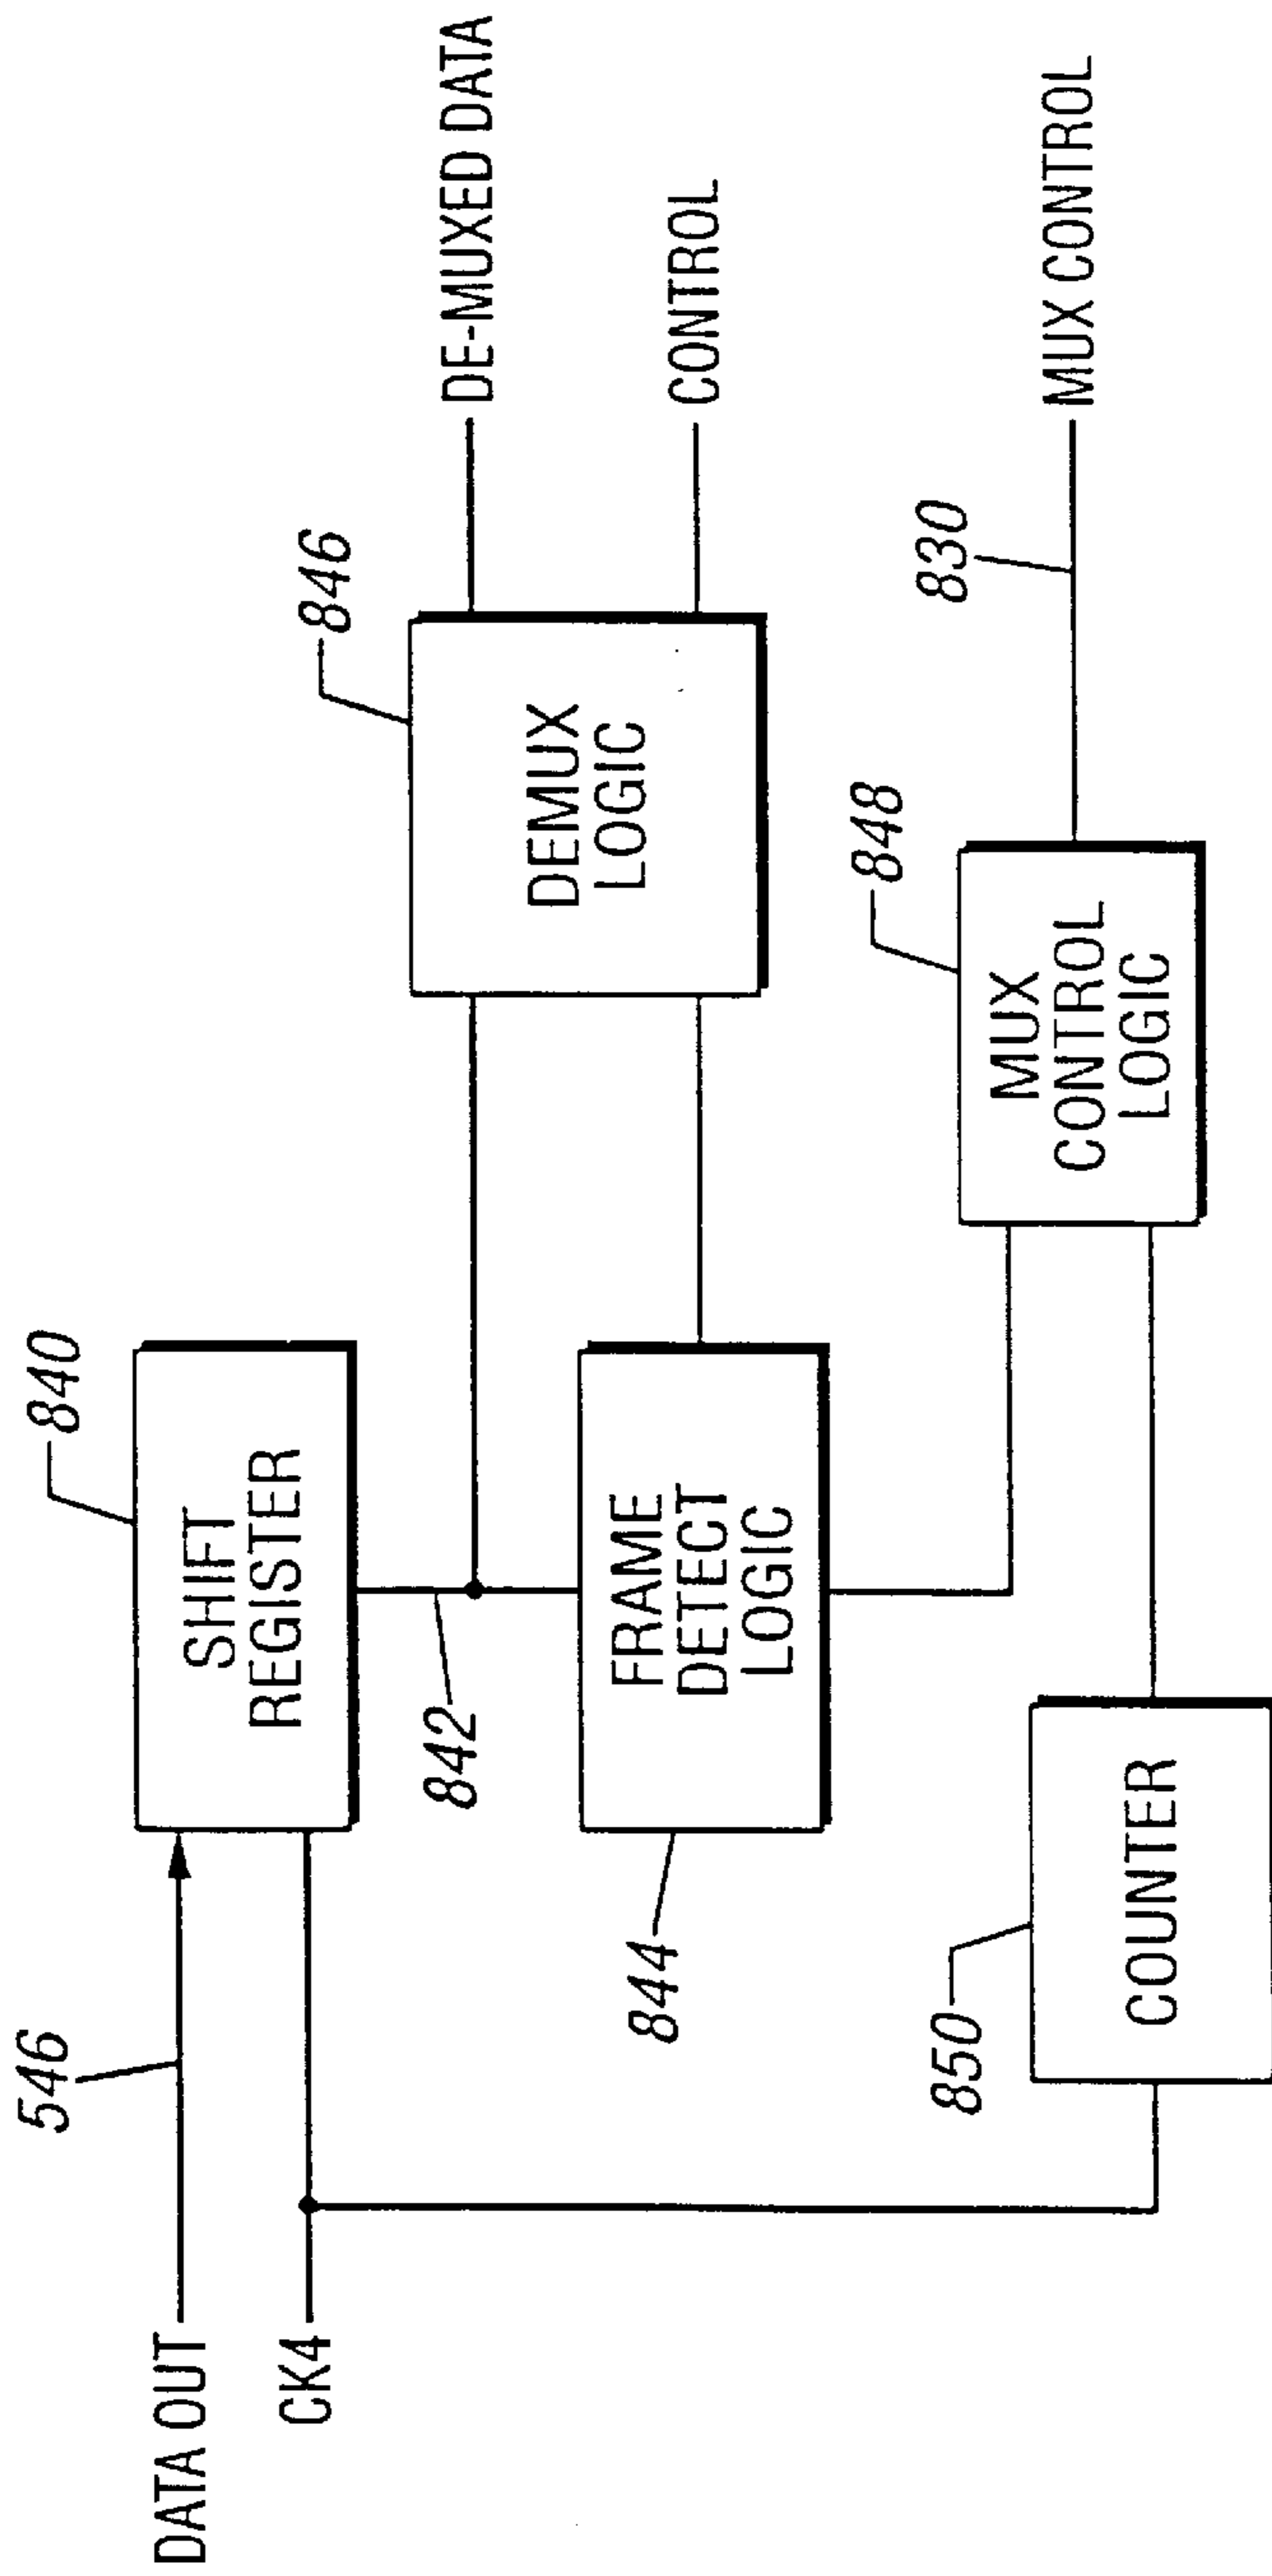 DATA OUT
546
CK4
840
SHIFT
REGISTER
842
844
FRAME
DETECT
LOGIC
846
DEMUX
LOGIC
DE-MUXED DATA
CONTROL
850
COUNTER
848
MUX
CONTROL
LOGIC
830
MUX CONTROL